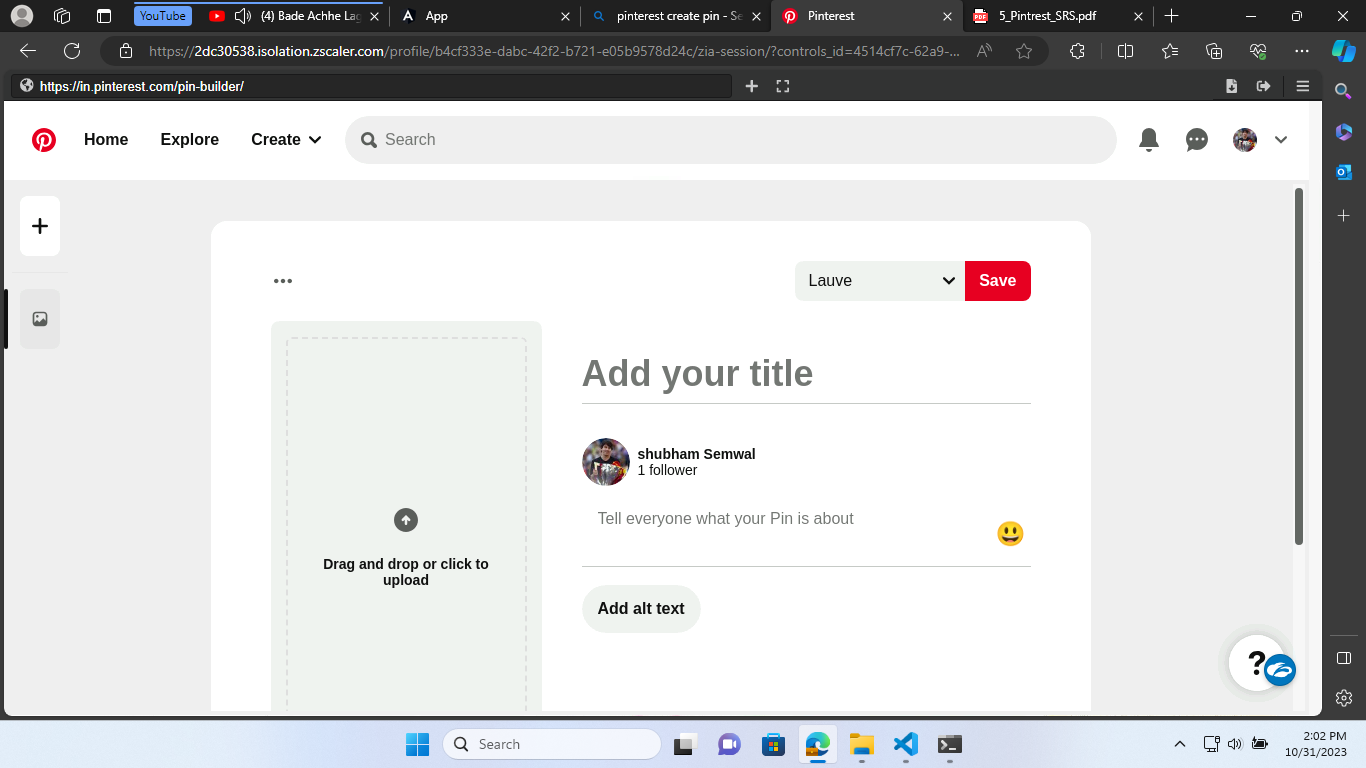 YouTube
(4) Bade Achhe Lag
App
pinterest create pin - Se
Pinterest
5_Pintrest_SRS.pdf
https://2dc30538.isolation.zscaler.com/profile/b4cf333e-dabc-42f2-b721-e05b9578d24c/zia-session/?controls_id=4514cf7c-62a9-...
https://in.pinterest.com/pin-builder/
Home
Explore
Create
Search
Lauve
Save
Add your title
shubham Semwal
1 follower
Tell everyone what your Pin is about
Drag and drop or click to
upload
Add alt text
?
Search
2:02 PM
10/31/2023